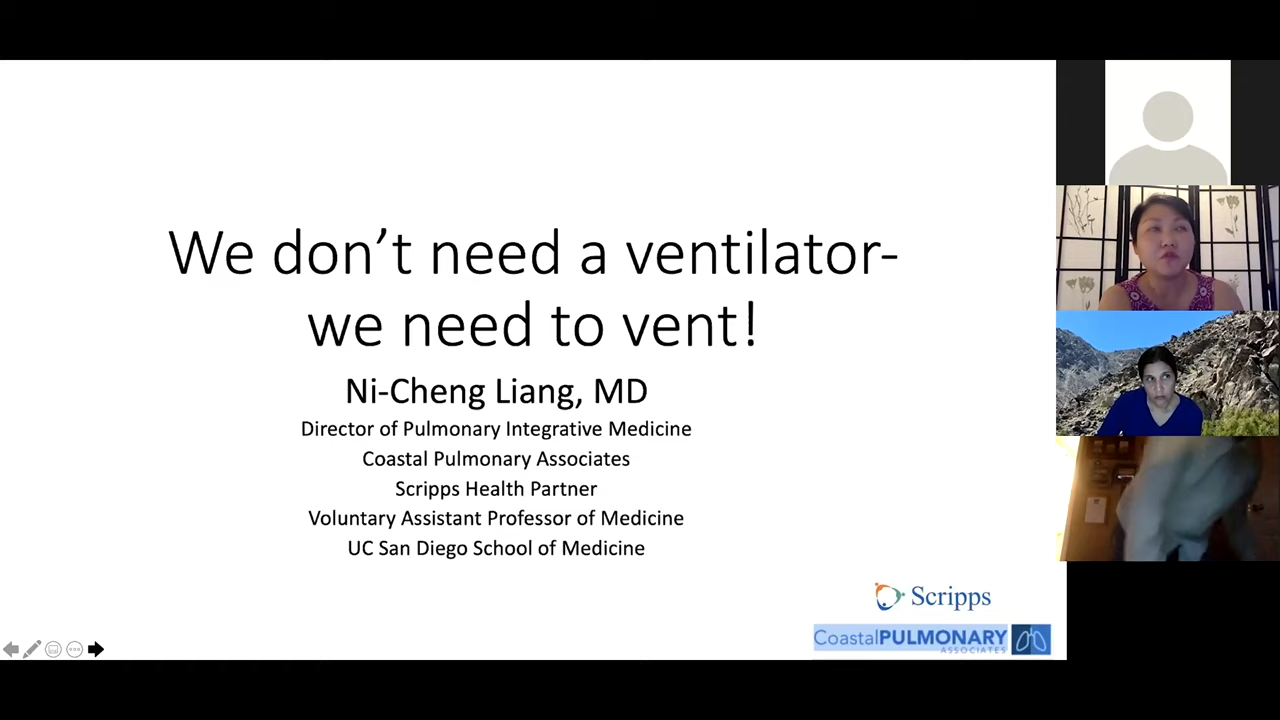 We don’t need a ventilator-
we need to vent!
Ni-Cheng Liang, MD
Director of Pulmonary Integrative Medicine
Coastal Pulmonary Associates
Scripps Health Partner
Voluntary Assistant Professor of Medicine
UC San Diego School of Medicine
Scripps
CoastalPULMONARY
ASSOCIATES